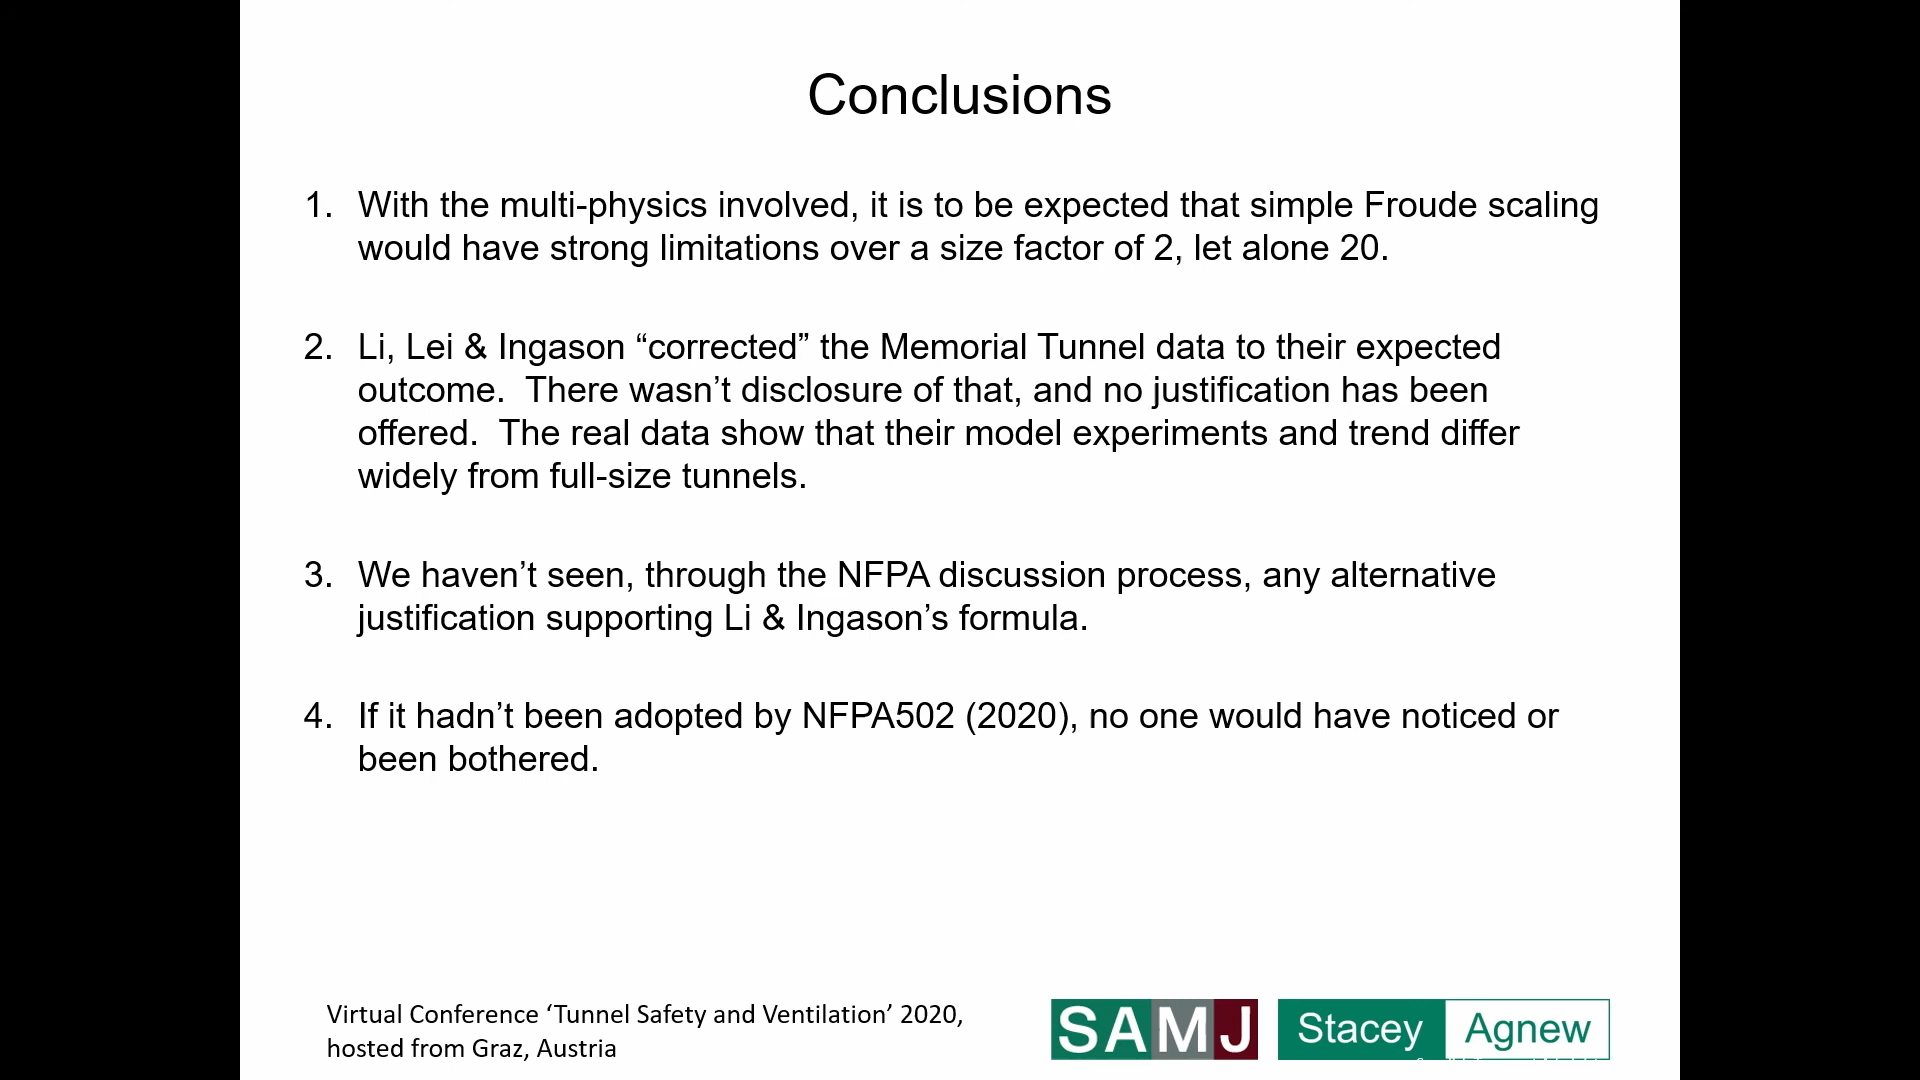 Conclusions
1. With the multi-physics involved, it is to be expected that simple Froude scaling
would have strong limitations over a size factor of 2, let alone 20.
2. Li, Lei & Ingason “corrected” the Memorial Tunnel data to their expected
outcome.  There wasn’t disclosure of that, and no justification has been
offered.  The real data show that their model experiments and trend differ
widely from full-size tunnels.
3. We haven’t seen, through the NFPA discussion process, any alternative
justification supporting Li & Ingason’s formula.
4. If it hadn’t been adopted by NFPA502 (2020), no one would have noticed or
been bothered.
Virtual Conference ‘Tunnel Safety and Ventilation’ 2020,
hosted from Graz, Austria
SAMJ
Stacey Agnew